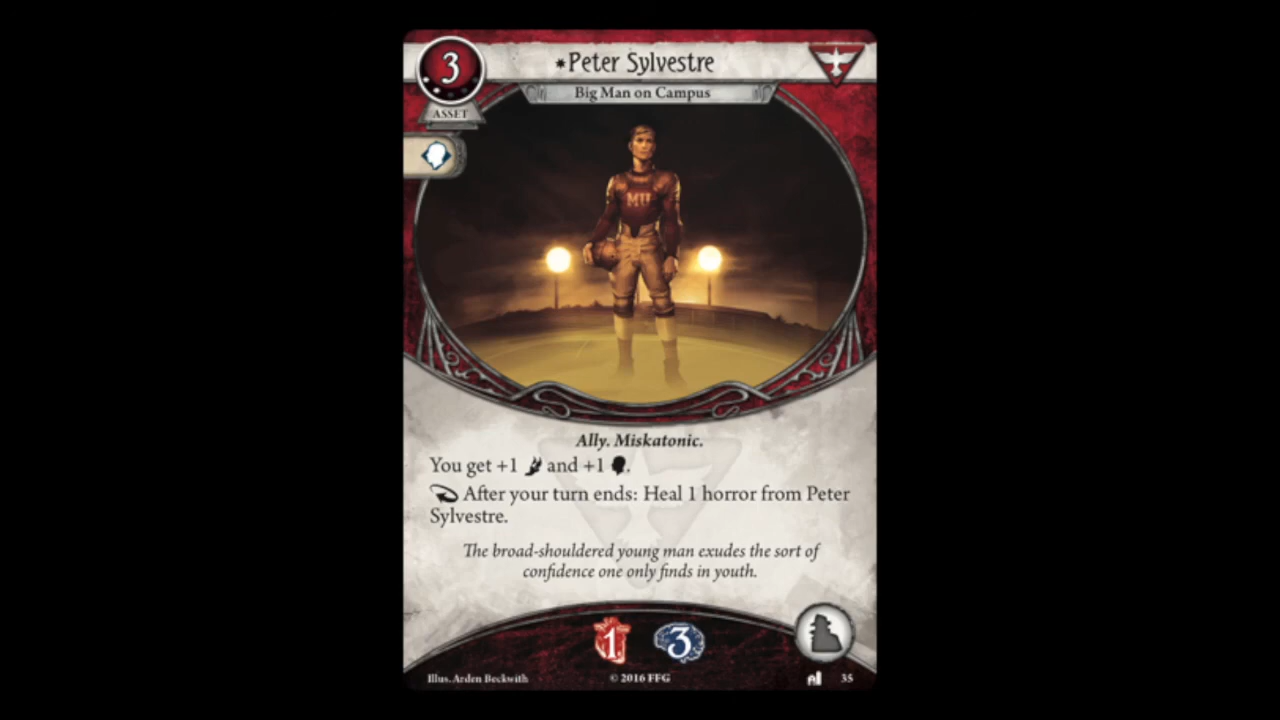 3
Peter Sylvestre
Big Man on Campus
ASSET
MU
Ally. Miskatonic.
You get +1 and +1 .
After your turn ends: Heal 1 horror from Peter
Sylvestre.
The broad-shouldered young man exudes the sort of
confidence one only finds in youth.
1 3
Illus. Arden Beckwith © 2016 FFG 35